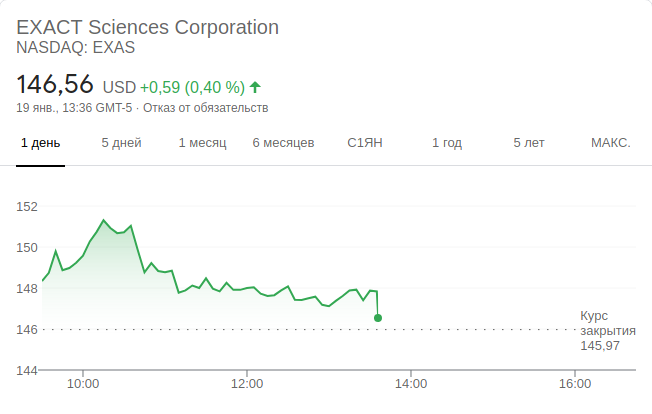 EXACT Sciences Corporation
NASDAQ: EXAS
146,56 USD +0,59 (0,40 %)
19 янв., 13:36 GMT-5 · Отказ от обязательств
1 день 5 дней 1 месяц 6 месяцев С1ЯН 1 год 5 лет МАКС.
152
150
148
146
Курс
закрытия
145,97
144
10:00 12:00 14:00 16:00